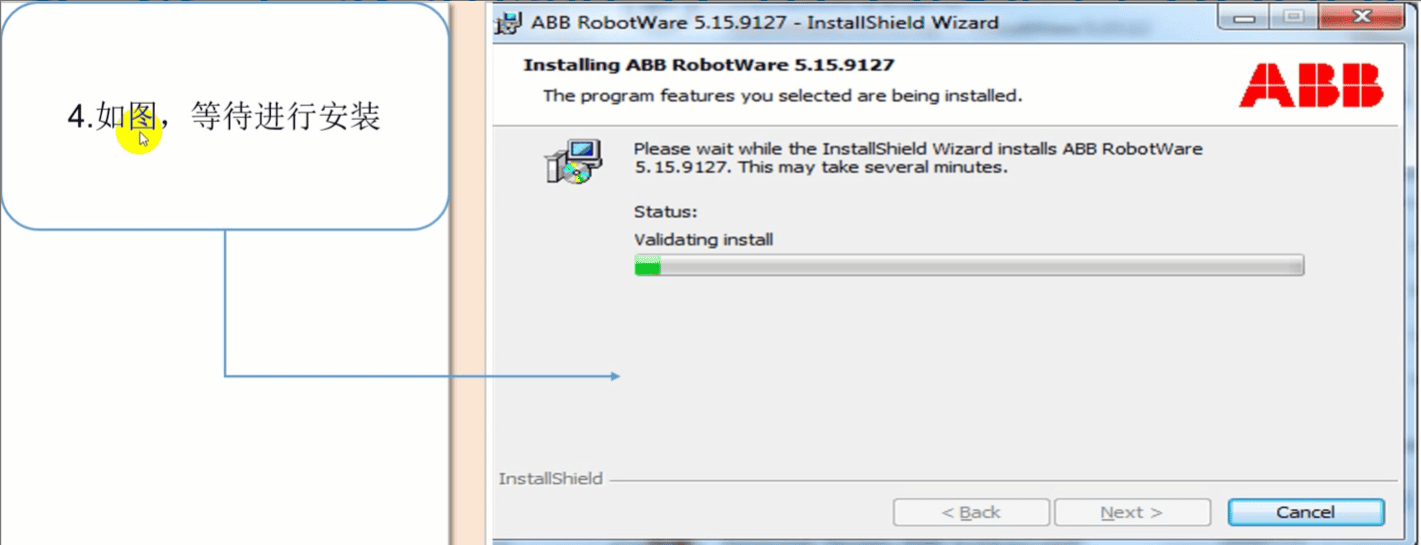 4.如图，等待进行安装
ABB RobotWare 5.15.9127 - InstallShield Wizard
Installing ABB RobotWare 5.15.9127
The program features you selected are being installed.
ABB
Please wait while the InstallShield Wizard installs ABB RobotWare
5.15.9127. This may take several minutes.
Status:
Validating install
InstallShield
< Back
Next >
Cancel